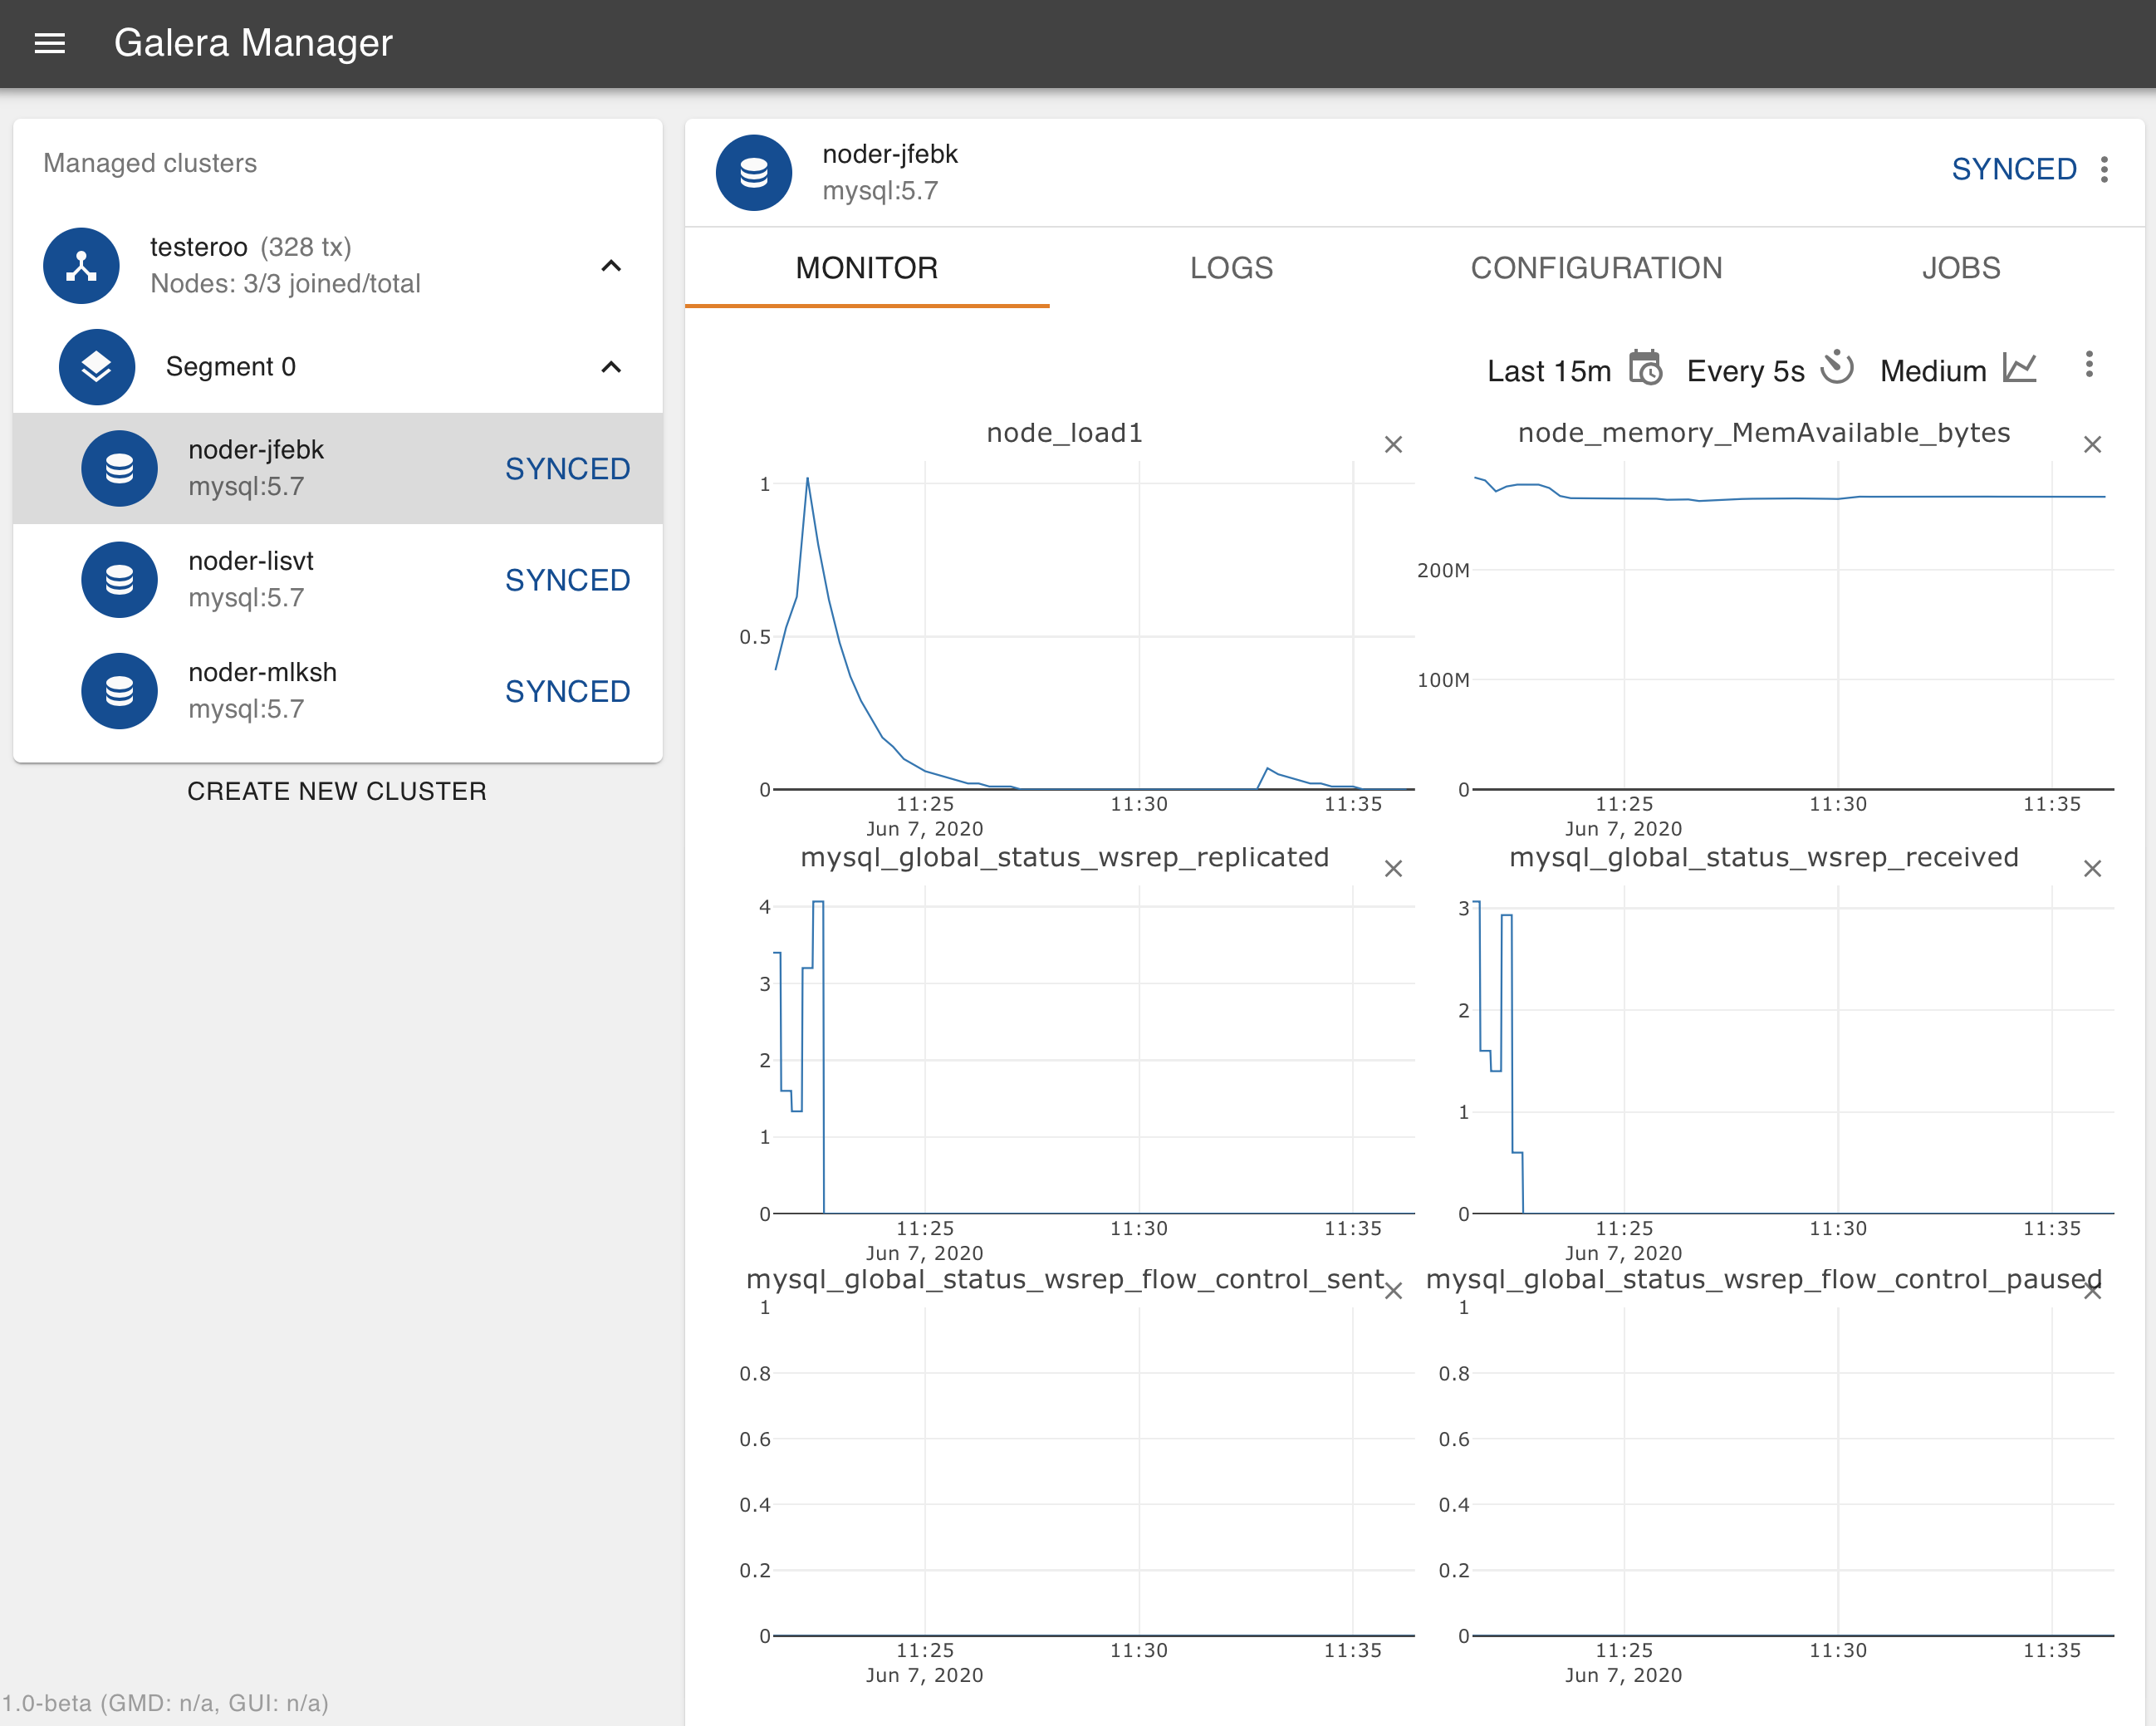 Galera Manager
Managed clusters
testeroo (328 tx)
Nodes: 3/3 joined/total
Segment 0
noder-jfebk
mysql:5.7
SYNCED
noder-lisvt
mysql:5.7
SYNCED
noder-mlksh
mysql:5.7
SYNCED
CREATE NEW CLUSTER
1.0-beta (GMD: n/a, GUI: n/a)
noder-jfebk
mysql:5.7
SYNCED
MONITOR LOGS CONFIGURATION JOBS
Last 15m Every 5s Medium
node_load1
1
0.5
0
11:25 11:30 11:35
Jun 7, 2020
node_memory_MemAvailable_bytes
200M
100M
0
11:25 11:30 11:35
Jun 7, 2020
mysql_global_status_wsrep_replicated
4
3
2
1
0
11:25 11:30 11:35
Jun 7, 2020
mysql_global_status_wsrep_received
3
2
1
0
11:25 11:30 11:35
Jun 7, 2020
mysql_global_status_wsrep_flow_control_sent
1
0.8
0.6
0.4
0.2
0
11:25 11:30 11:35
Jun 7, 2020
mysql_global_status_wsrep_flow_control_paused
1
0.8
0.6
0.4
0.2
0
11:25 11:30 11:35
Jun 7, 2020